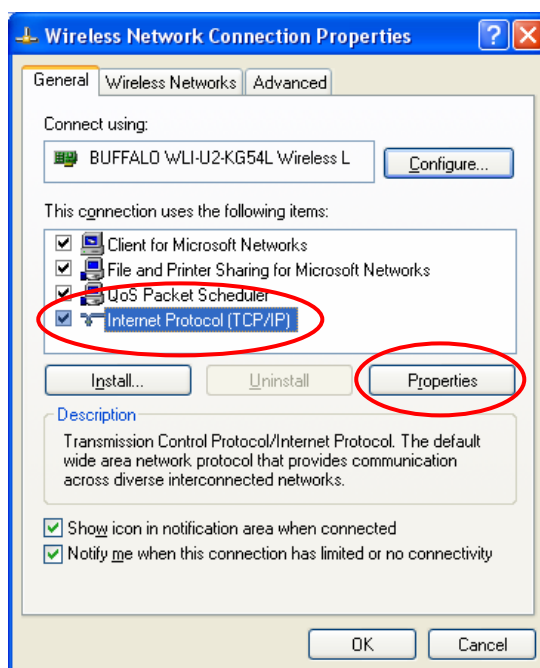 Wireless Network Connection Properties
General Wireless Networks Advanced
Connect using:
BUFFALO WLI-U2-KG54L Wireless L Configure...
This connection uses the following items:
Client for Microsoft Networks
File and Printer Sharing for Microsoft Networks
QoS Packet Scheduler
Internet Protocol (TCP/IP)
Install... Uninstall Properties
Description
Transmission Control Protocol/Internet Protocol. The default
wide area network protocol that provides communication
across diverse interconnected networks.
Show icon in notification area when connected
Notify me when this connection has limited or no connectivity
OK Cancel